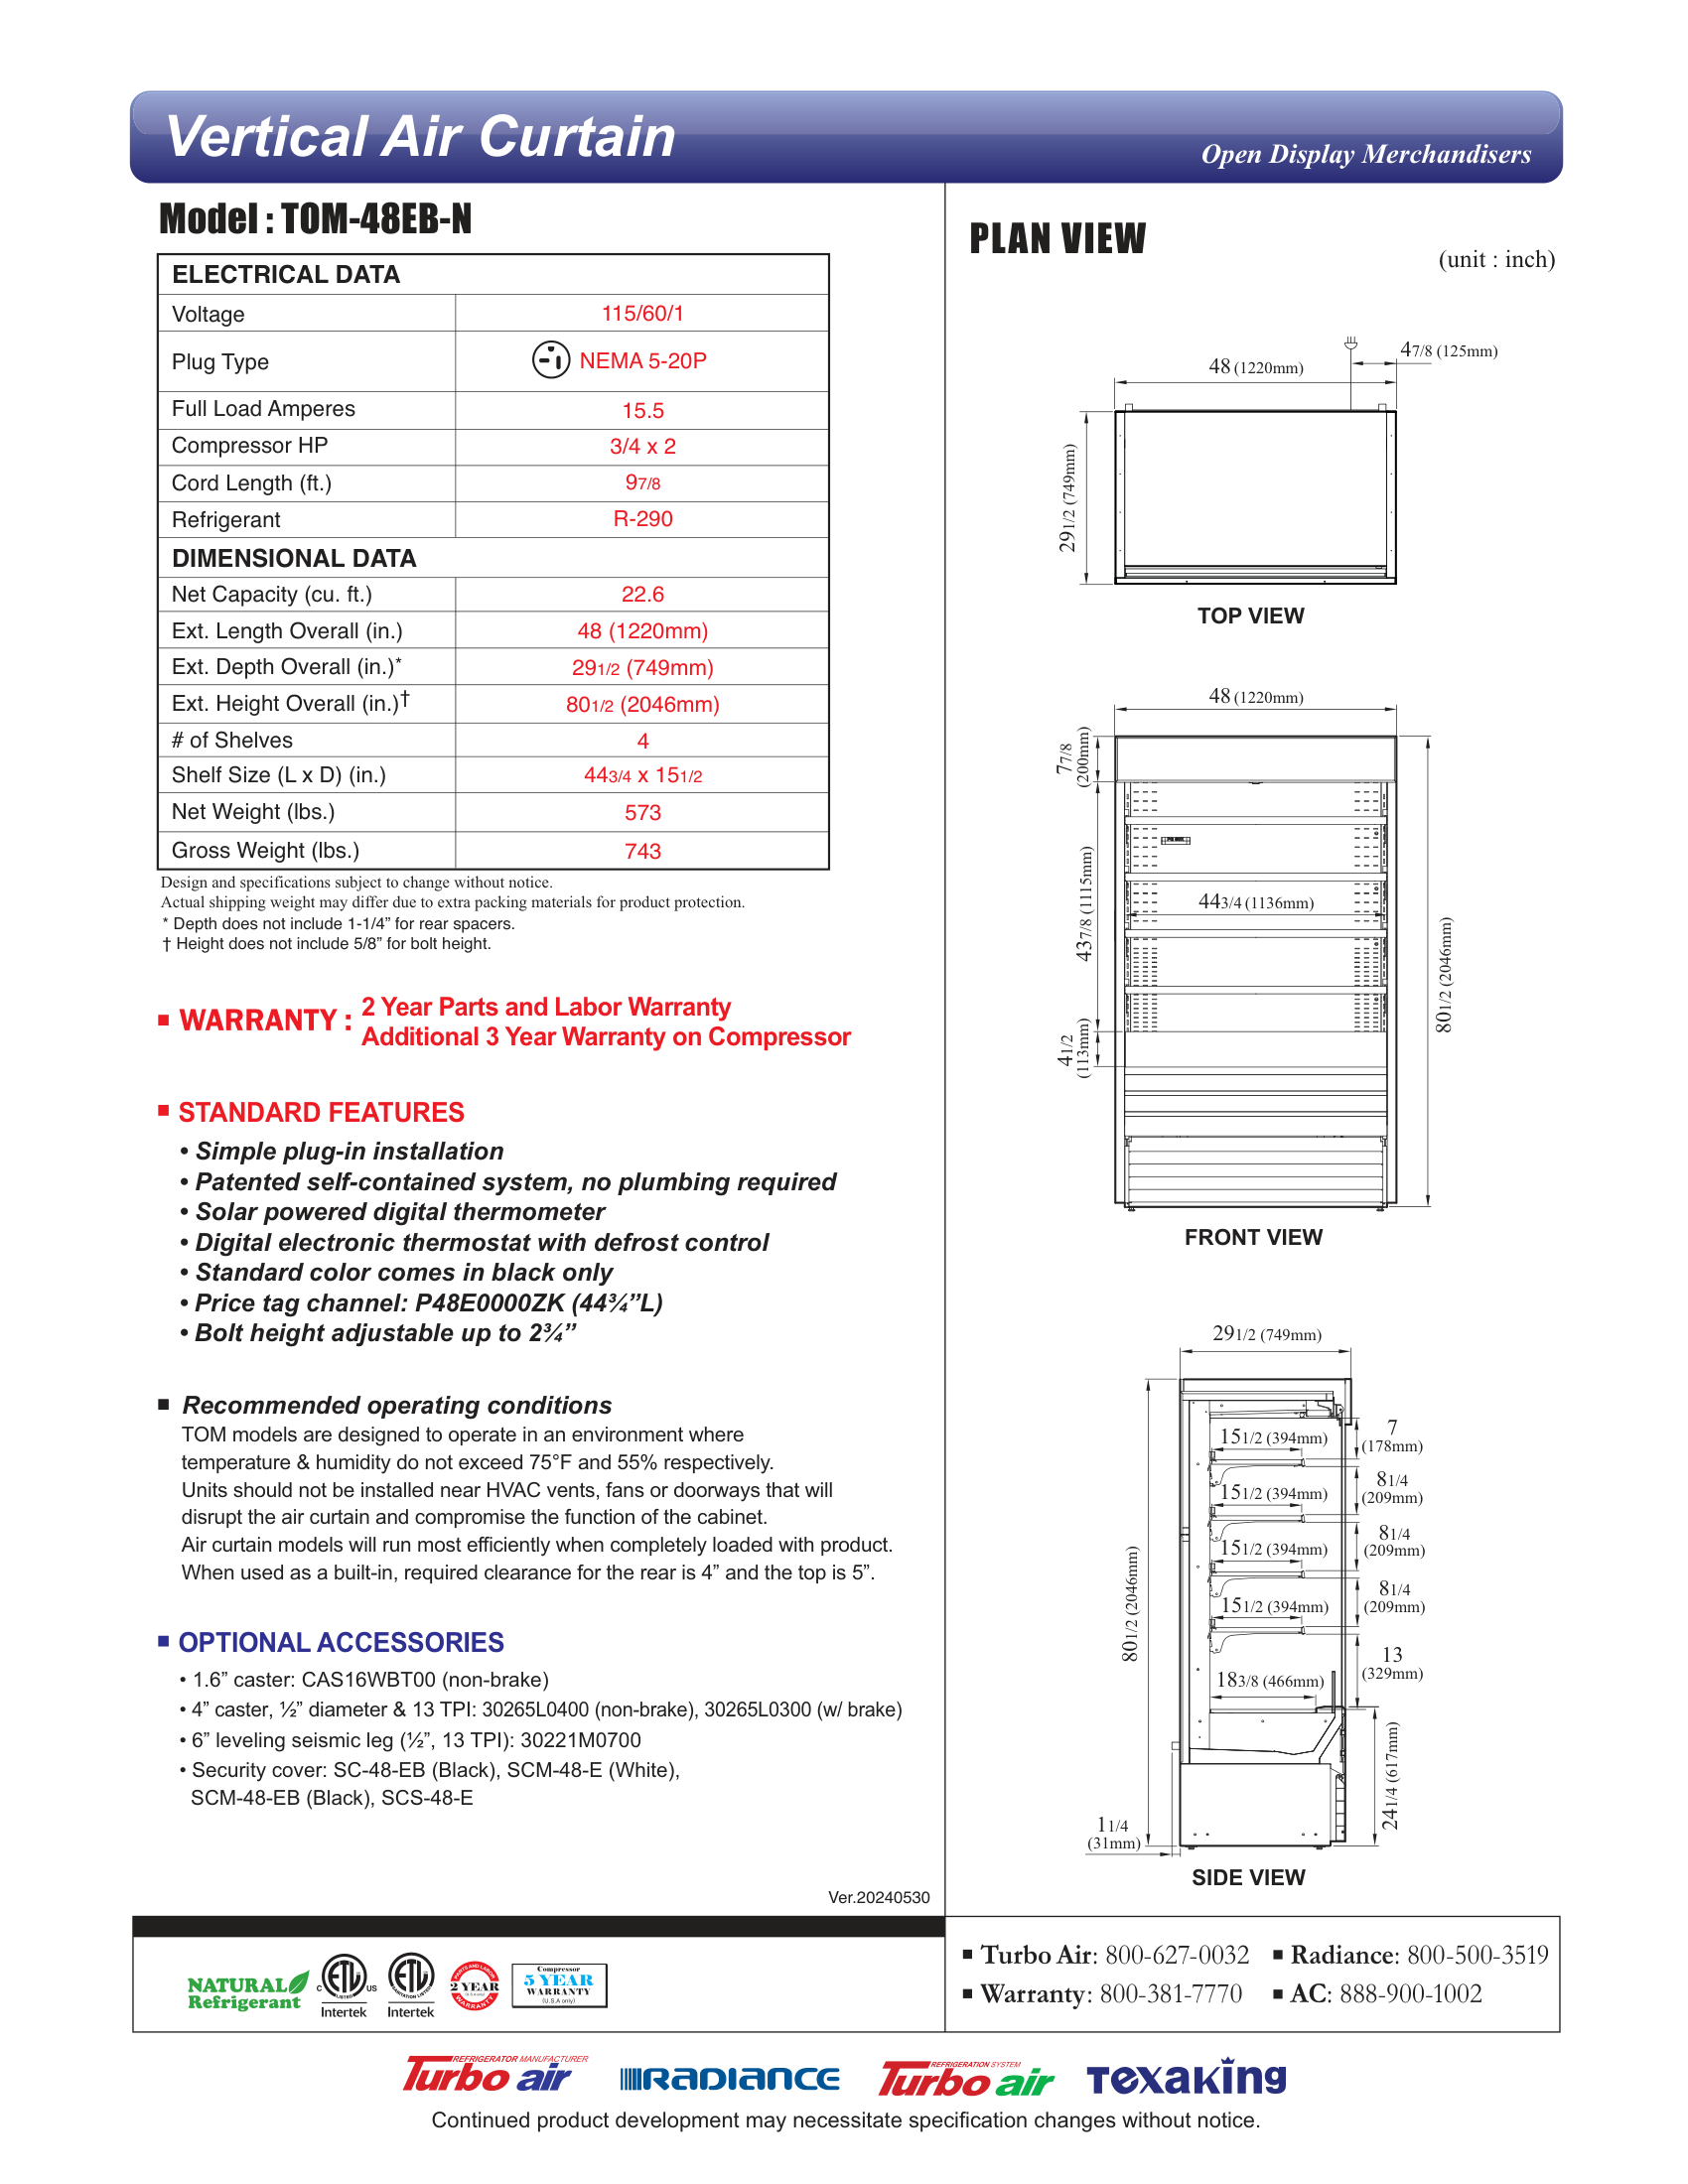 Vertical Air Curtain
Open Display Merchandisers
Model : TOM-48EB-N
ELECTRICAL DATA
Voltage 115/60/1
Plug Type NEMA 5-20P
Full Load Amperes 15.5
Compressor HP 3/4 x 2
Cord Length (ft.) 97/8
Refrigerant R-290
DIMENSIONAL DATA
Net Capacity (cu. ft.) 22.6
Ext. Length Overall (in.) 48 (1220mm)
Ext. Depth Overall (in.)* 291/2 (749mm)
Ext. Height Overall (in.)† 801/2 (2046mm)
# of Shelves 4
Shelf Size (L x D) (in.) 443/4 x 151/2
Net Weight (lbs.) 573
Gross Weight (lbs.) 743
Design and specifications subject to change without notice.
Actual shipping weight may differ due to extra packing materials for product protection.
* Depth does not include 1-1/4” for rear spacers.
† Height does not include 5/8” for bolt height.
■ WARRANTY : 2 Year Parts and Labor Warranty
Additional 3 Year Warranty on Compressor
■ STANDARD FEATURES
• Simple plug-in installation
• Patented self-contained system, no plumbing required
• Solar powered digital thermometer
• Digital electronic thermostat with defrost control
• Standard color comes in black only
• Price tag channel: P48E0000ZK (44¾”L)
• Bolt height adjustable up to 2¾”
■ Recommended operating conditions
TOM models are designed to operate in an environment where
temperature & humidity do not exceed 75°F and 55% respectively.
Units should not be installed near HVAC vents, fans or doorways that will
disrupt the air curtain and compromise the function of the cabinet.
Air curtain models will run most efficiently when completely loaded with product.
When used as a built-in, required clearance for the rear is 4” and the top is 5”.
■ OPTIONAL ACCESSORIES
• 1.6” caster: CAS16WBT00 (non-brake)
• 4” caster, ½” diameter & 13 TPI: 30265L0400 (non-brake), 30265L0300 (w/ brake)
• 6” leveling seismic leg (½”, 13 TPI): 30221M0700
• Security cover: SC-48-EB (Black), SCM-48-E (White),
SCM-48-EB (Black), SCS-48-E
Ver.20240530
PLAN VIEW
(unit : inch)
48 (1220mm)
47/8 (125mm)
291/2 (749mm)
TOP VIEW
48 (1220mm)
77/8
(200mm)
437/8 (1115mm)
443/4 (1136mm)
41/2
(113mm)
801/2 (2046mm)
FRONT VIEW
291/2 (749mm)
151/2 (394mm)
7
(178mm)
151/2 (394mm)
81/4
(209mm)
151/2 (394mm)
81/4
(209mm)
151/2 (394mm)
81/4
(209mm)
13
(329mm)
183/8 (466mm)
801/2 (2046mm)
241/4 (617mm)
11/4
(31mm)
SIDE VIEW
NATURAL
Refrigerant
C ETL US
LISTED
Intertek
ETL
SANITATION LISTED
Intertek
PARTS AND LABOR
2 YEAR
WARRANTY
Compressor
5 YEAR
WARRANTY
(U.S.A only)
■ Turbo Air: 800-627-0032 ■ Radiance: 800-500-3519
■ Warranty: 800-381-7770 ■ AC: 888-900-1002
REFRIGERATOR MANUFACTURER
Turbo air
RADIANCE
REFRIGERATION SYSTEM
Turbo air
Texaking
Continued product development may necessitate specification changes without notice.